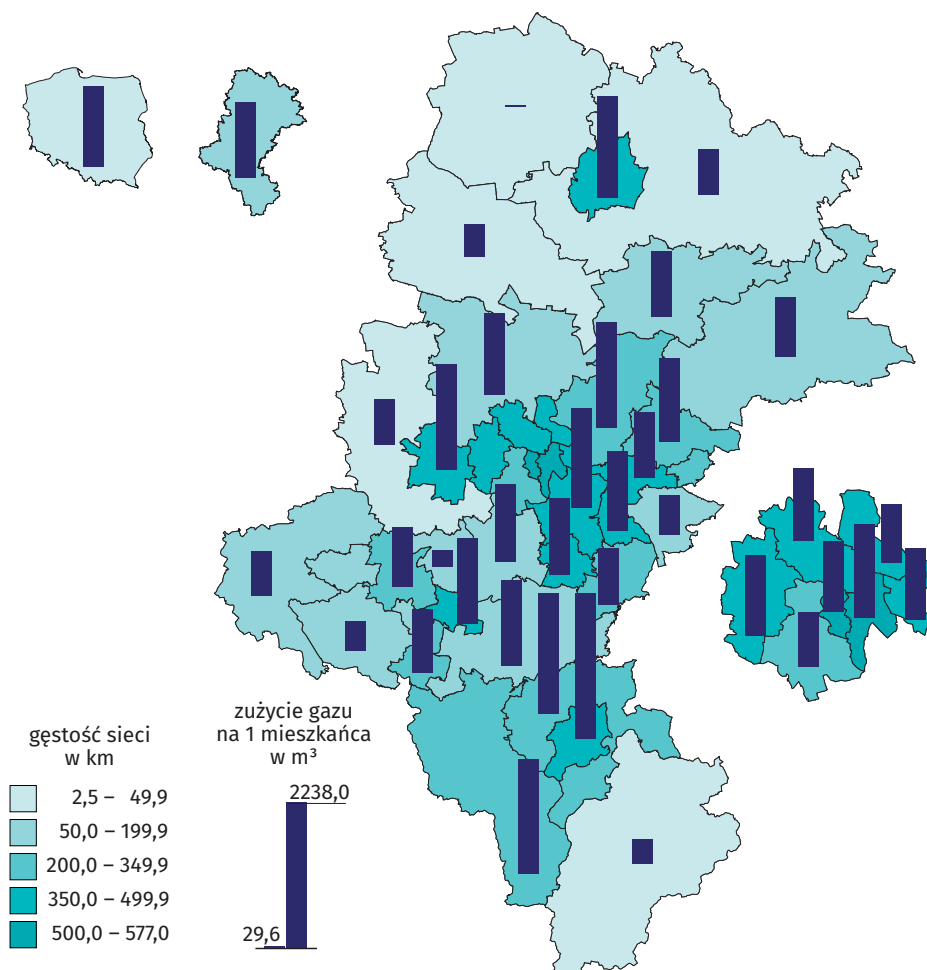 gęstość sieci
w km
2,5 – 49,9
50,0 – 199,9
200,0 – 349,9
350,0 – 499,9
500,0 – 577,0
zużycie gazu
na 1 mieszkańca
w m³
2238,0
29,6